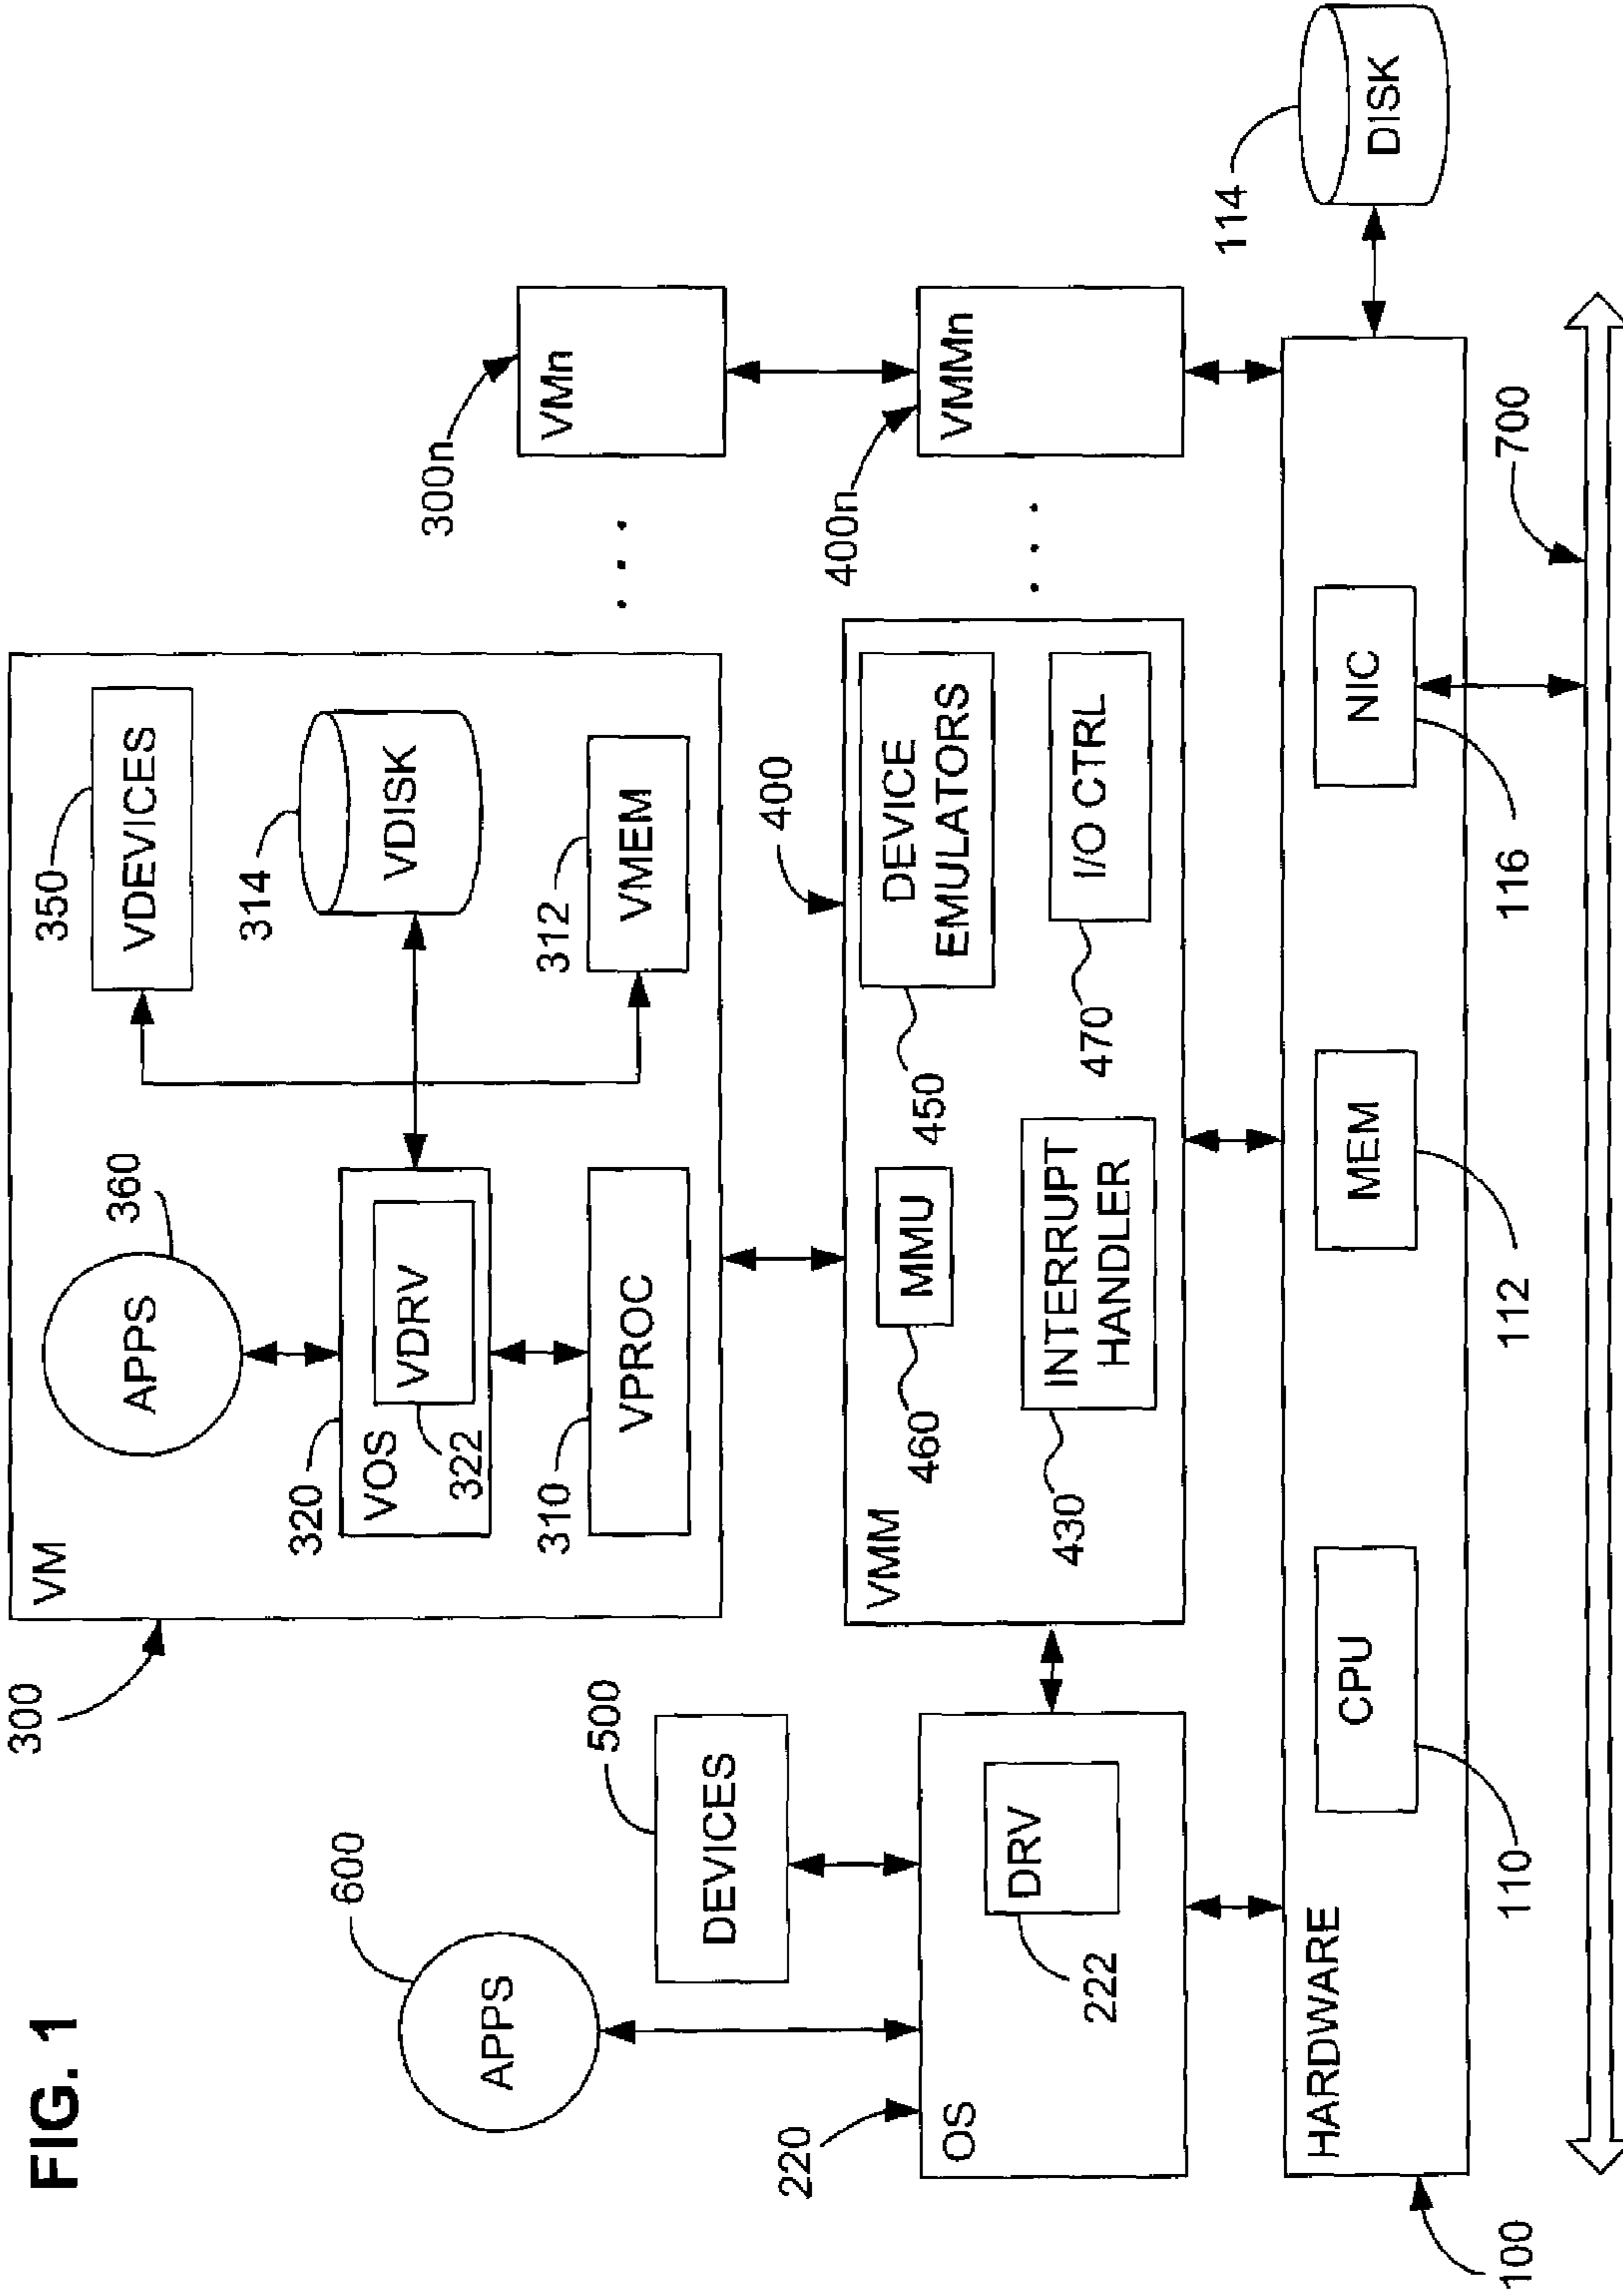 FIG. 1
300
VM
APPS
360
350
VDEVICES
320
VOS
VDRV
322
314
VDISK
310
VPROC
312
VMEM
300n
VMn
600
APPS
500
DEVICES
400
VMM
460
MMU
450
DEVICE
EMULATORS
430
INTERRUPT
HANDLER
470
I/O CTRL
400n
VMMn
220
OS
222
DRV
114
DISK
100
HARDWARE
CPU
110
MEM
112
NIC
116
700